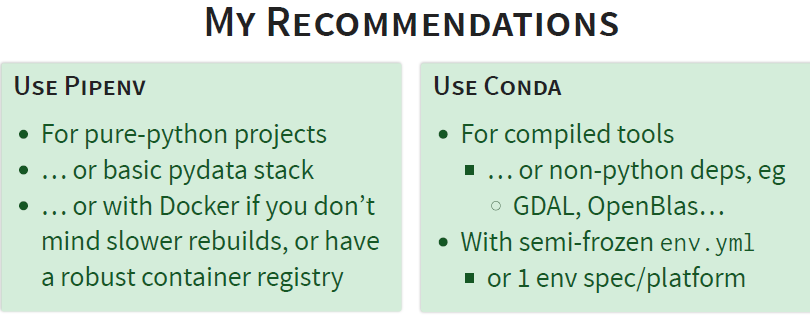 My Recommendations
Use Pipenv
• For pure-python projects
• … or basic pydata stack
• … or with Docker if you don’t
mind slower rebuilds, or have
a robust container registry
Use Conda
• For compiled tools
▪ … or non-python deps, eg
○ GDAL, OpenBlas…
• With semi-frozen env.yml
▪ or 1 env spec/platform